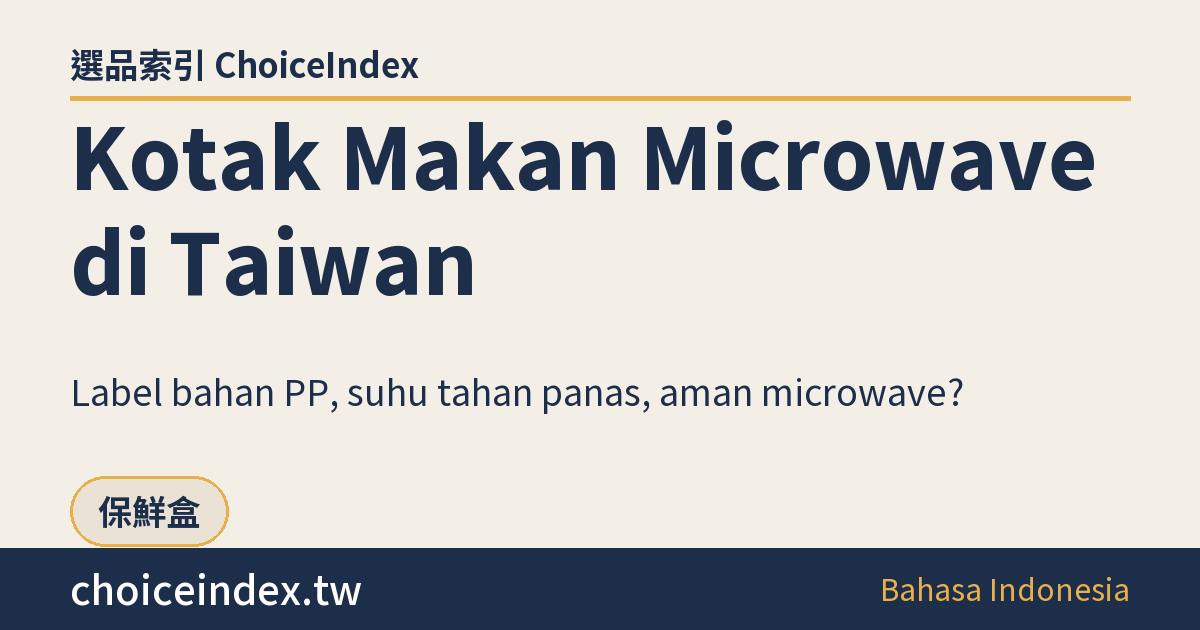 選品索引 ChoiceIndex
Kotak Makan Microwave
di Taiwan
Label bahan PP, suhu tahan panas, aman microwave?
保鮮盒
choiceindex.tw
Bahasa Indonesia